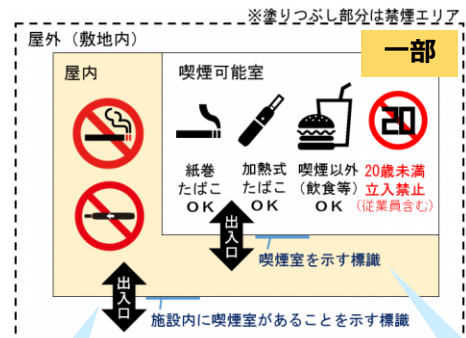 ※塗りつぶし部分は禁煙エリア
屋外（敷地内）
一部
屋内
喫煙可能室
20
紙巻
たばこ
OK
加熱式
たばこ
OK
喫煙以外
（飲食等）
OK
20歳未満
立入禁止
（従業員含む）
出入口
喫煙室を示す標識
出入口
施設内に喫煙室があることを示す標識